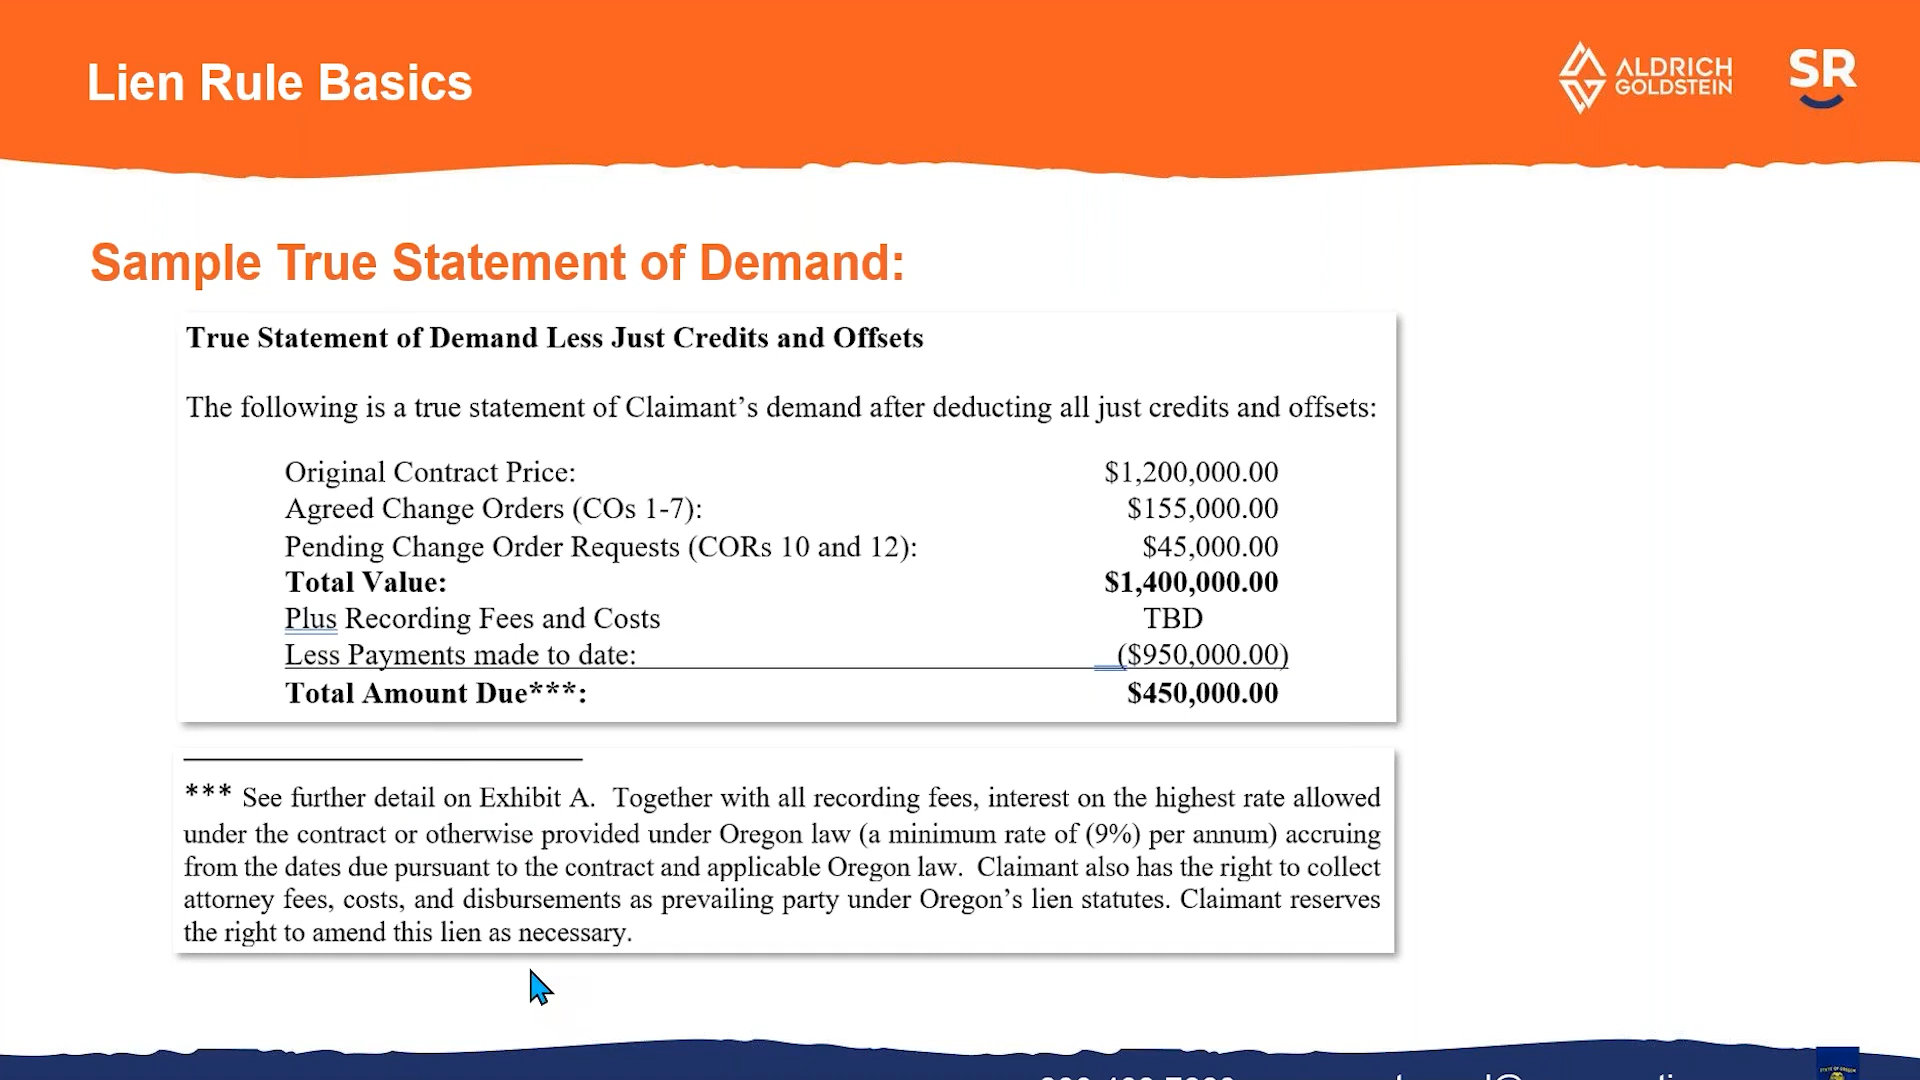 Lien Rule Basics
ALDRICH
GOLDSTEIN
SR
Sample True Statement of Demand:
True Statement of Demand Less Just Credits and Offsets
The following is a true statement of Claimant's demand after deducting all just credits and offsets:
Original Contract Price: $1,200,000.00
Agreed Change Orders (COs 1-7): $155,000.00
Pending Change Order Requests (CORs 10 and 12): $45,000.00
Total Value: $1,400,000.00
Plus Recording Fees and Costs TBD
Less Payments made to date: ($950,000.00)
Total Amount Due***: $450,000.00
*** See further detail on Exhibit A. Together with all recording fees, interest on the highest rate allowed
under the contract or otherwise provided under Oregon law (a minimum rate of (9%) per annum) accruing
from the dates due pursuant to the contract and applicable Oregon law. Claimant also has the right to collect
attorney fees, costs, and disbursements as prevailing party under Oregon's lien statutes. Claimant reserves
the right to amend this lien as necessary.
STATE OF OREGON